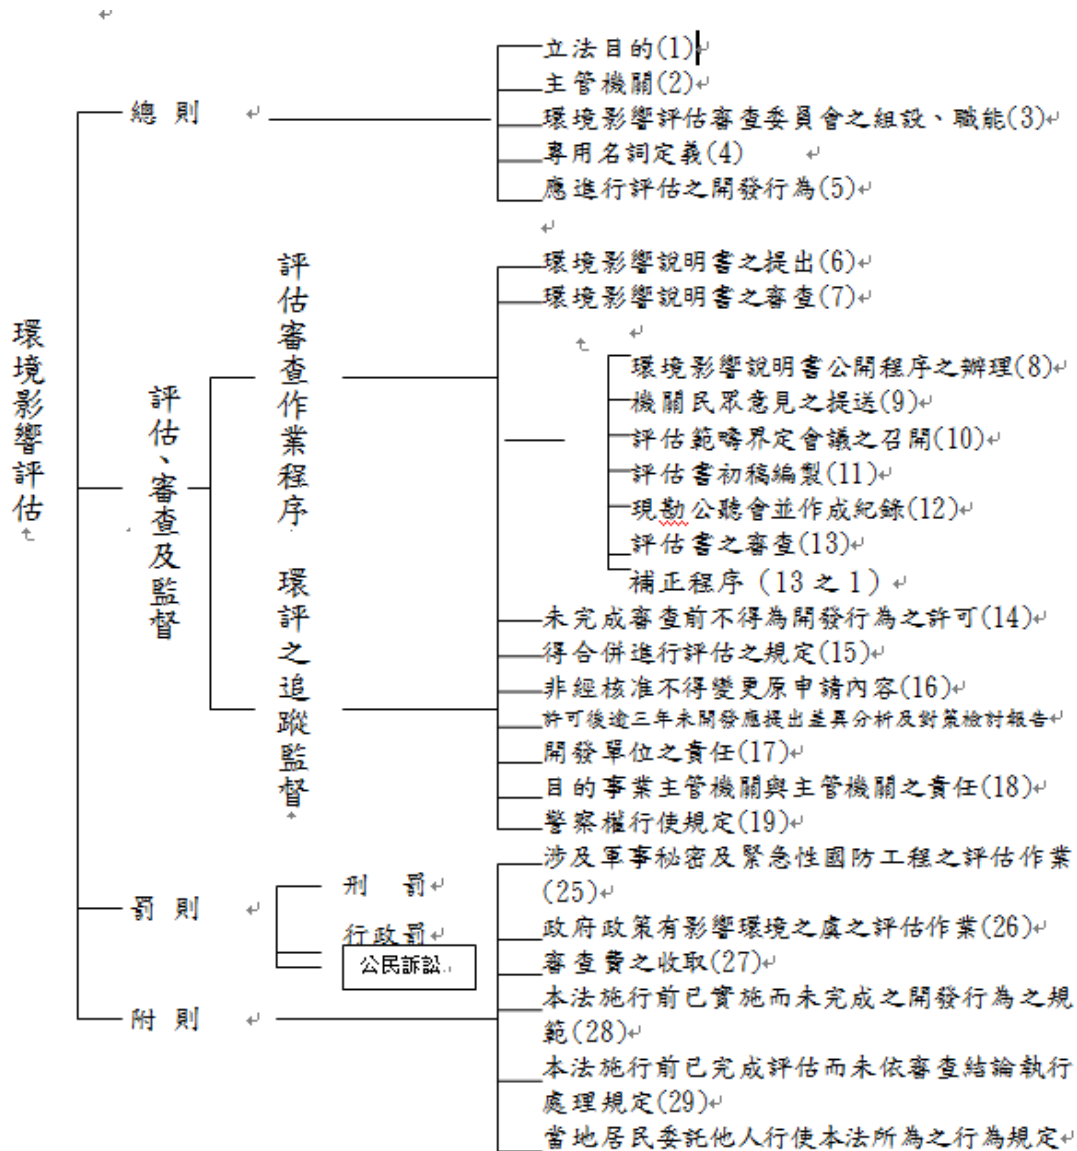 環境影響評估
總 則
立法目的(1)
主管機關(2)
環境影響評估審查委員會之組設、職能(3)
專用名詞定義(4)
應進行評估之開發行為(5)
評估、審查及監督
評估審查作業程序
環境影響說明書之提出(6)
環境影響說明書之審查(7)
環境影響說明書公開程序之辦理(8)
機關民眾意見之提送(9)
評估範疇界定會議之召開(10)
評估書初稿編製(11)
現勘公聽會並作成紀錄(12)
評估書之審查(13)
補正程序（13 之 1）
環評之追蹤監督
未完成審查前不得為開發行為之許可(14)
得合併進行評估之規定(15)
非經核准不得變更原申請內容(16)
許可後逾三年未開發應提出差異分析及對策檢討報告
開發單位之責任(17)
目的事業主管機關與主管機關之責任(18)
警察權行使規定(19)
罰 則
刑 罰
行政罰
公民訴訟
附 則
涉及軍事秘密及緊急性國防工程之評估作業
(25)
政府政策有影響環境之虞之評估作業(26)
審查費之收取(27)
本法施行前已實施而未完成之開發行為之規
範(28)
本法施行前已完成評估而未依審查結論執行
處理規定(29)
當地居民委託他人行使本法所為之行為規定